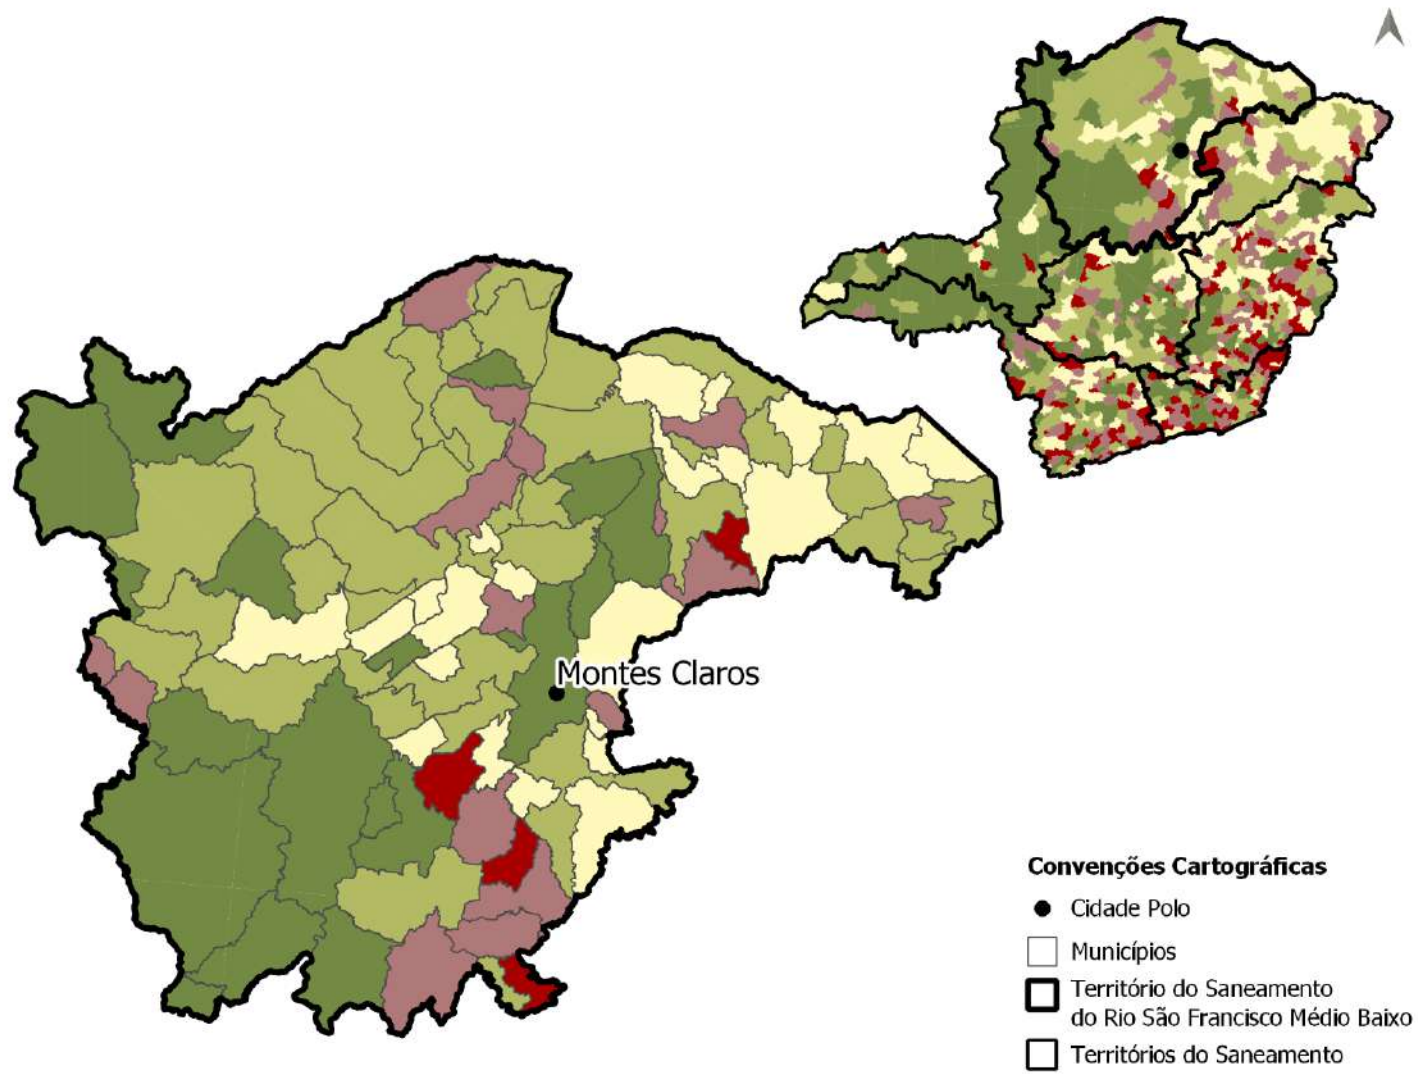 Montes Claros
Convenções Cartográficas
Cidade Polo
Municípios
Território do Saneamento
do Rio São Francisco Médio Baixo
Territórios do Saneamento